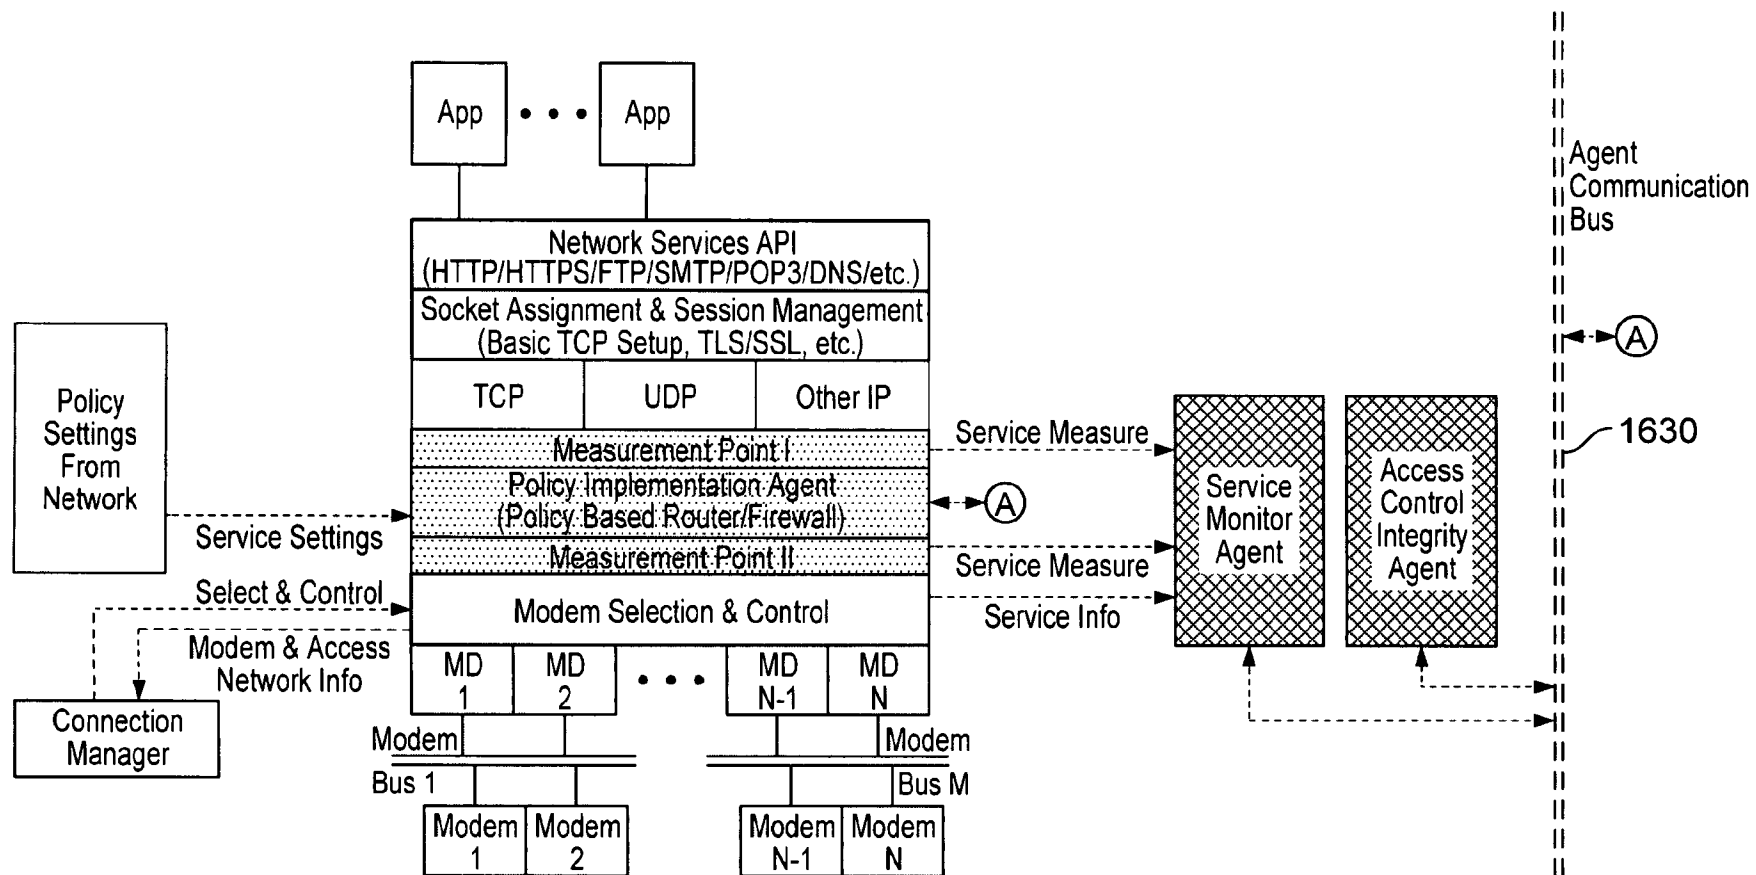 App
App
Agent
Communication
Bus
Network Services API
(HTTP/HTTPS/FTP/SMTP/POP3/DNS/etc.)
Socket Assignment & Session Management
(Basic TCP Setup, TLS/SSL, etc.)
A
TCP
UDP
Other IP
Policy
Settings
From
Network
Measurement Point I
Service Measure
1630
Policy Implementation Agent
(Policy Based Router/Firewall)
A
Service
Monitor
Agent
Access
Control
Integrity
Agent
Service Settings
Measurement Point II
Service Measure
Select & Control
Modem Selection & Control
Service Info
Modem & Access
Network Info
MD
1
MD
2
MD
N-1
MD
N
Connection
Manager
Modem
Bus 1
Modem
Bus M
Modem
1
Modem
2
Modem
N-1
Modem
N